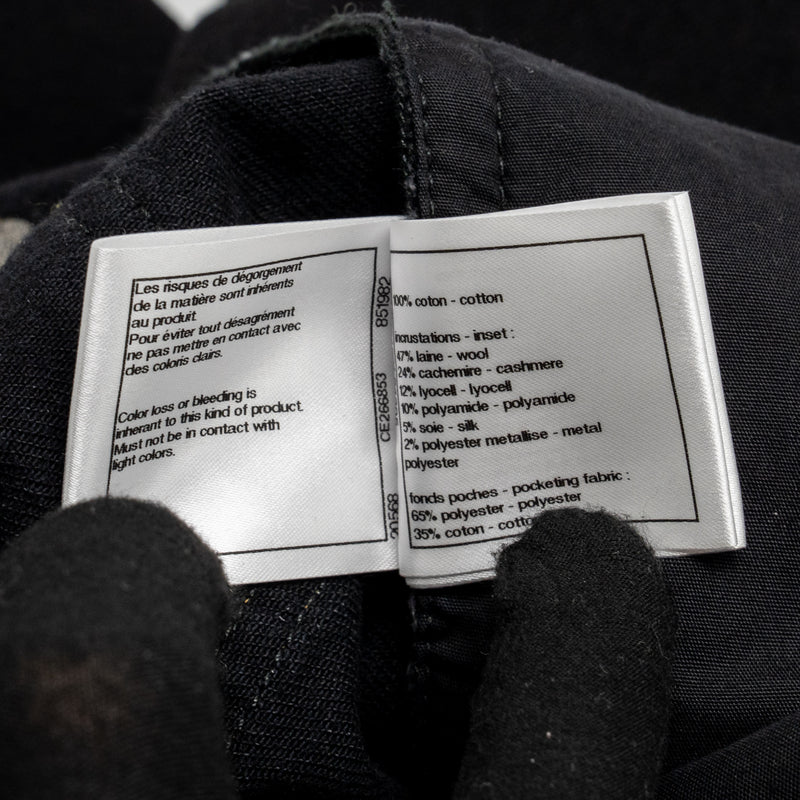 Les risques de dégorgement
de la matière sont inhérents
au produit.
Pour éviter tout désagrément
ne pas mettre en contact avec
des coloris clairs.
Color loss or bleeding is
inherant to this kind of product.
Must not be in contact with
light colors.
851982
CE266853
20568
100% coton - cotton
incrustations - inset :
47% laine - wool
24% cachemire - cashmere
12% lyocell - lyocell
10% polyamide - polyamide
5% soie - silk
2% polyester metallise - metal
polyester
fonds poches - pocketing fabric :
65% polyester - polyester
35% coton - cotto